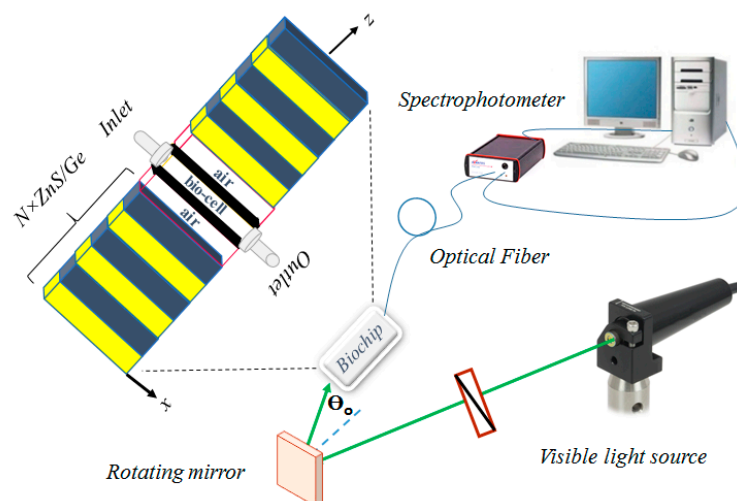 z
Spectrophotometer
Inlet
N×ZnS/Ge
air
bio-cell
air
Outlet
Optical Fiber
Biochip
x
Θo
Rotating mirror
Visible light source